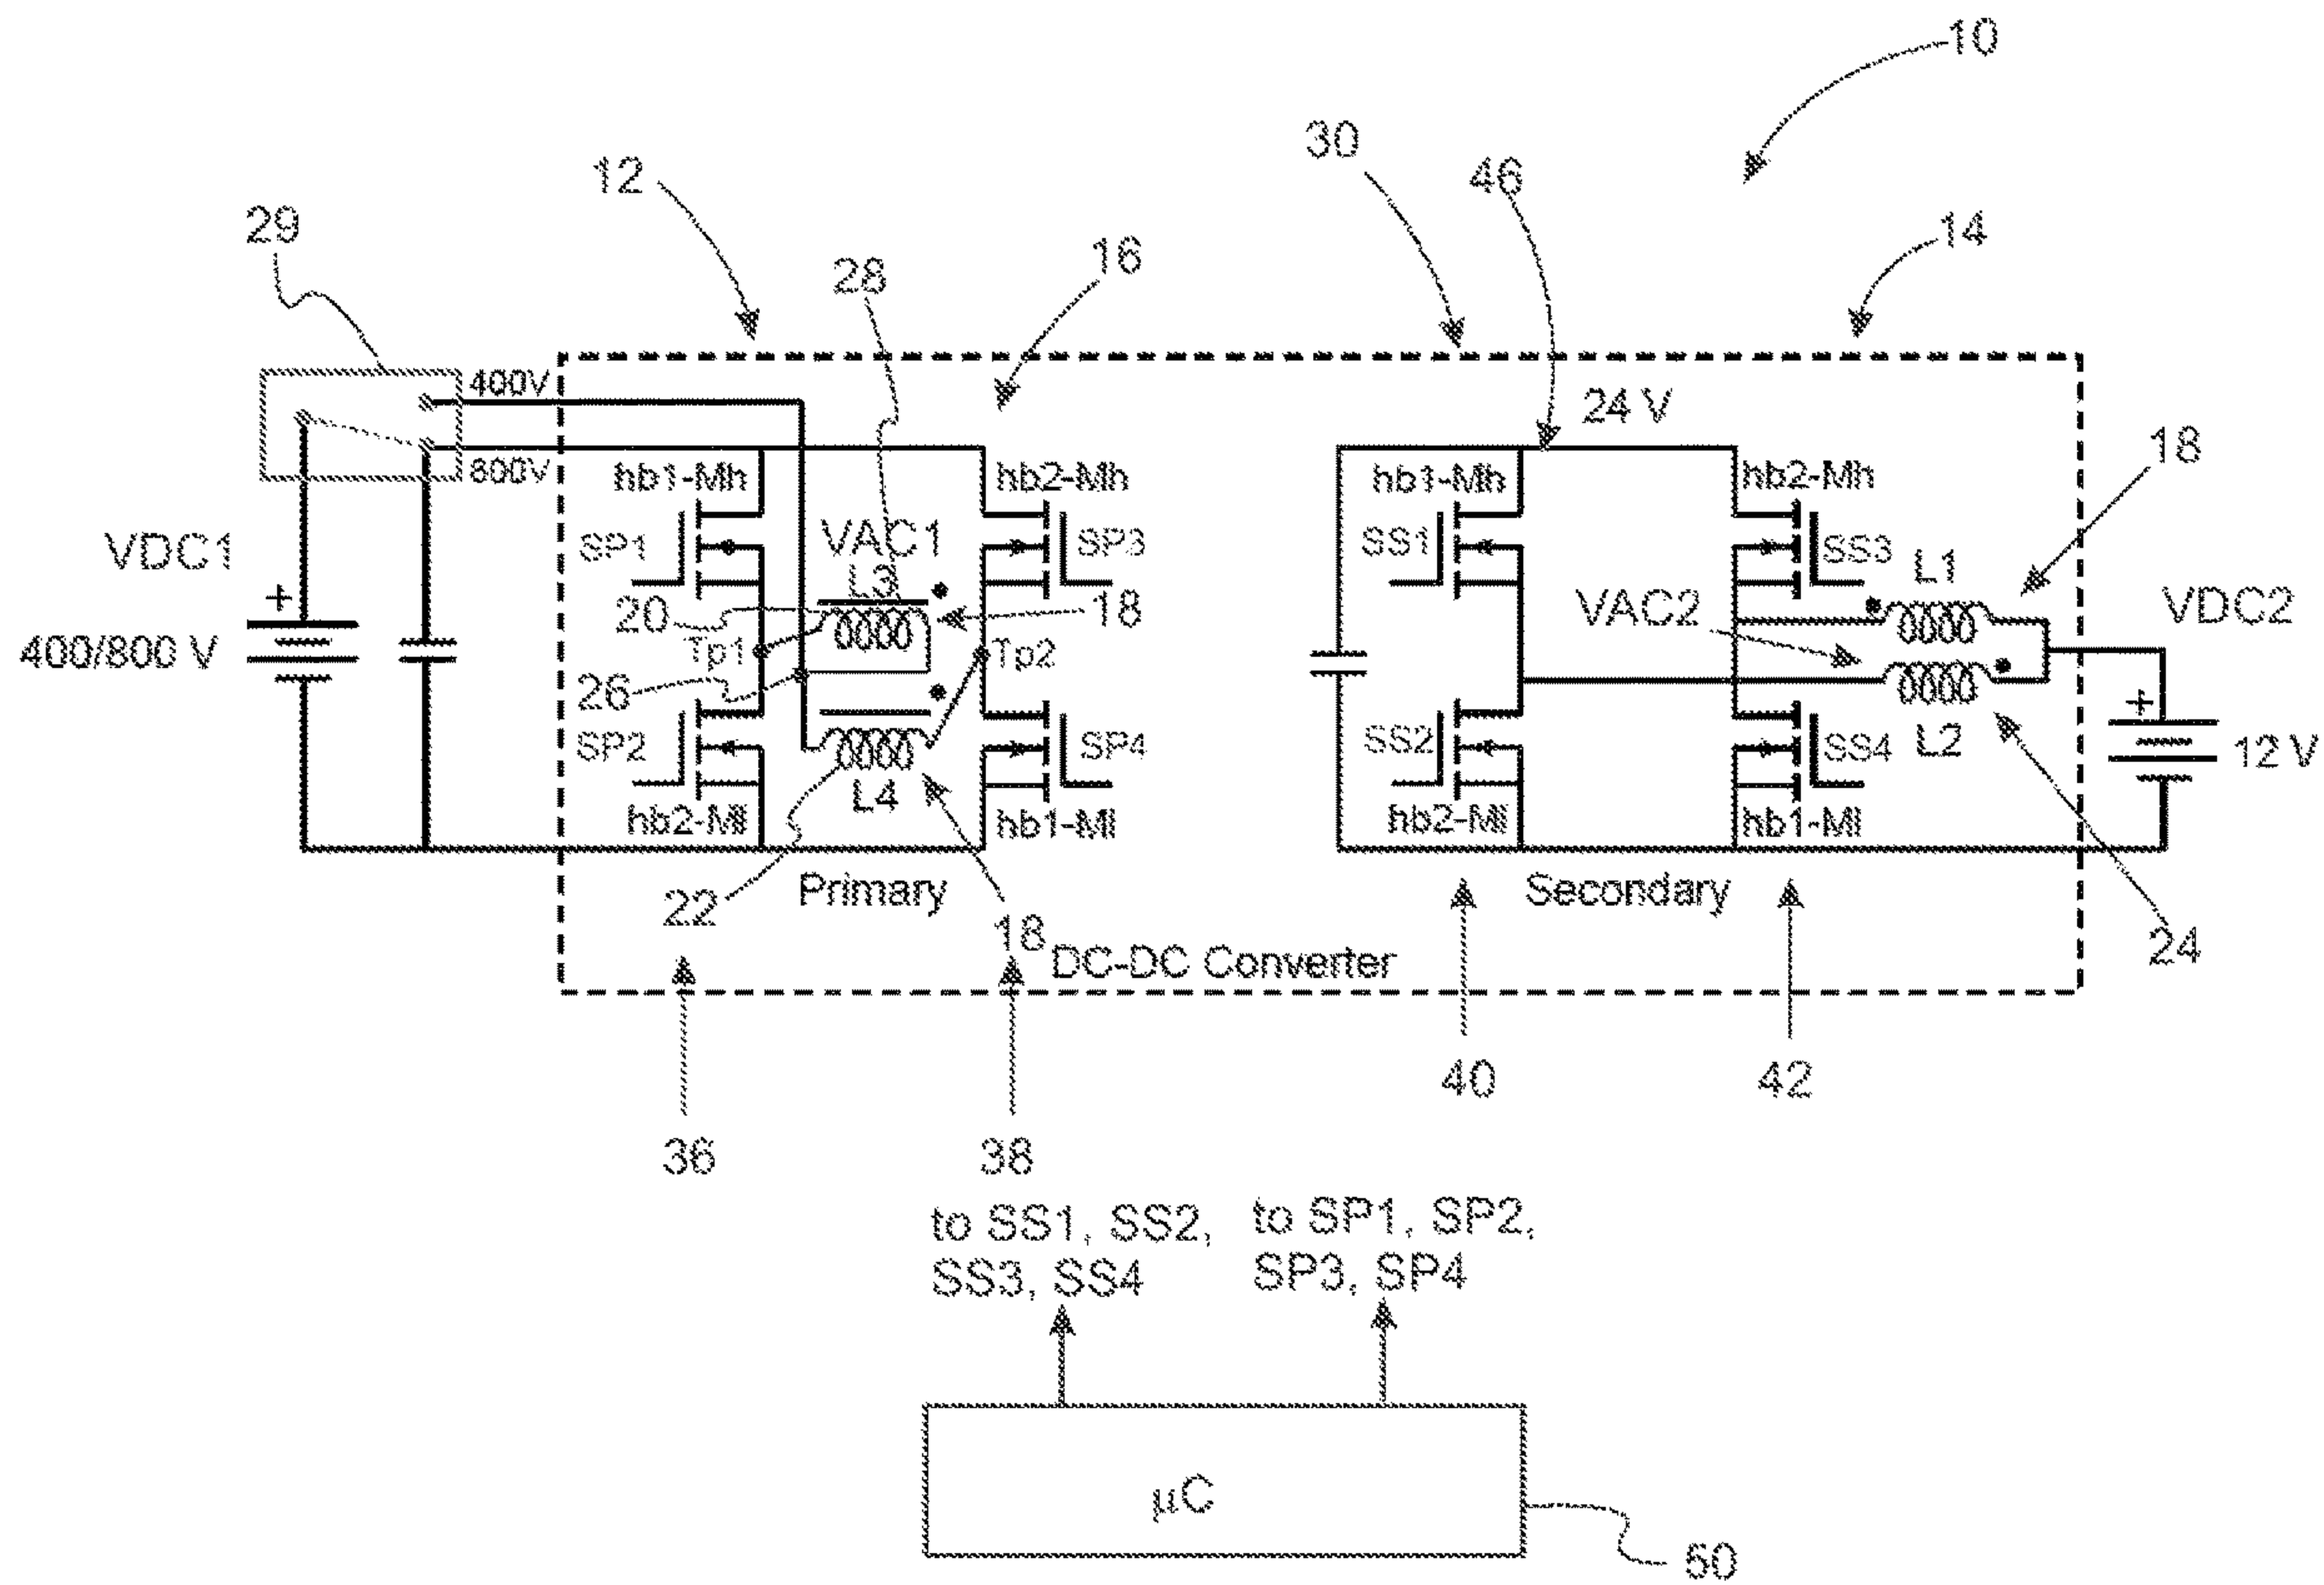 10
30
46
12
14
29
16
28
400V
24 V
800V
hb1-Mh
hb2-Mh
hb1-Mh
hb2-Mh
18
VDC1
SP1
VAC1
SP3
SS1
SS3
L1
L3
+
20
18
VAC2
VDC2
400/800 V
Tp1
Tp2
26
+
SP2
SP4
SS2
SS4
L2
12 V
L4
hb2-Ml
hb1-Ml
hb2-Ml
hb1-Ml
22
Primary
Secondary
18
24
DC-DC Converter
40
42
36
38
to SS1, SS2,
SS3, SS4
to SP1, SP2,
SP3, SP4
µC
50